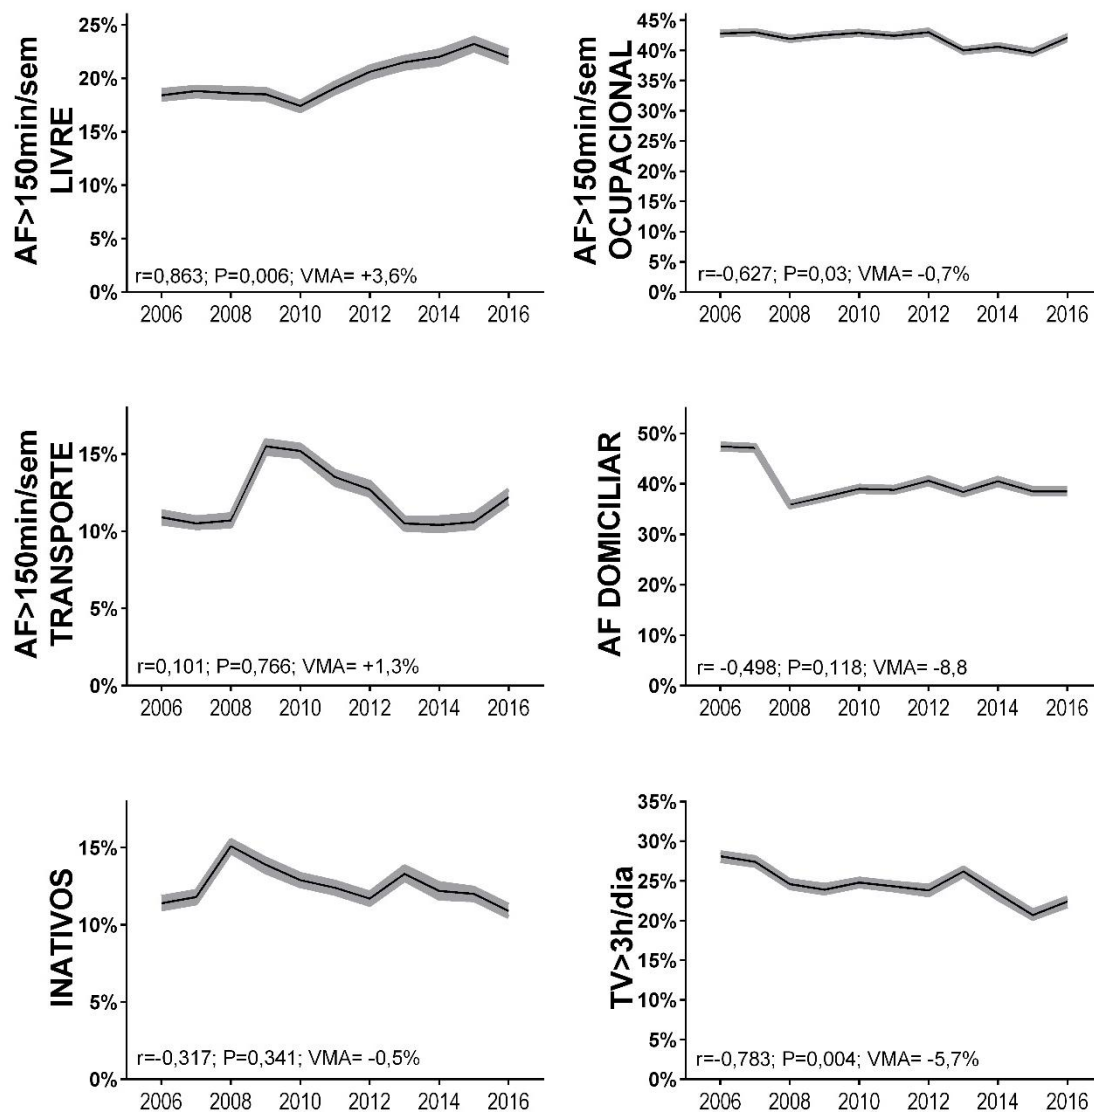 AF>150min/sem
LIVRE
25%
20%
15%
10%
5%
0%
r=0,863; P=0,006; VMA= +3,6%
2006 2008 2010 2012 2014 2016
AF>150min/sem
OCUPACIONAL
45%
40%
35%
30%
25%
20%
15%
10%
5%
0%
r=-0,627; P=0,03; VMA= -0,7%
2006 2008 2010 2012 2014 2016
AF>150min/sem
TRANSPORTE
15%
10%
5%
0%
r=0,101; P=0,766; VMA= +1,3%
2006 2008 2010 2012 2014 2016
AF DOMICILIAR
50%
40%
30%
20%
10%
0%
r= -0,498; P=0,118; VMA= -8,8
2006 2008 2010 2012 2014 2016
INATIVOS
15%
10%
5%
0%
r=-0,317; P=0,341; VMA= -0,5%
2006 2008 2010 2012 2014 2016
TV>3h/dia
35%
30%
25%
20%
15%
10%
5%
0%
r=-0,783; P=0,004; VMA= -5,7%
2006 2008 2010 2012 2014 2016